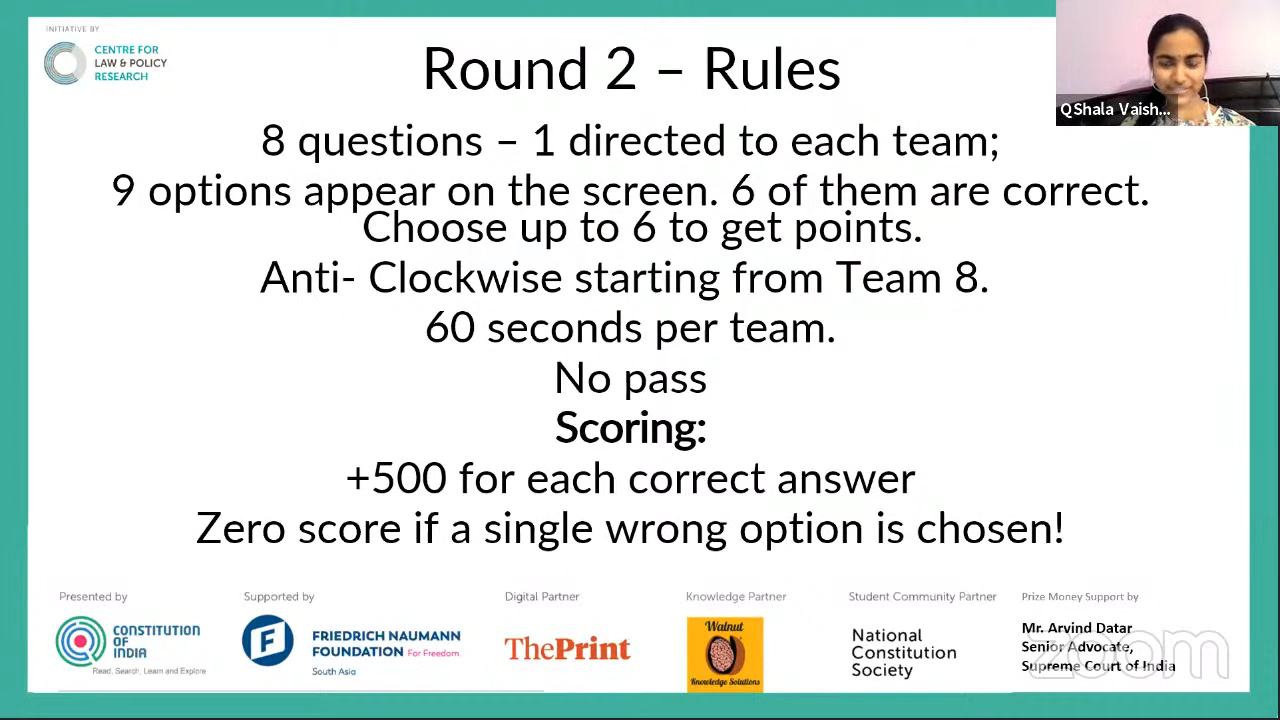 INITIATIVE BY
CENTRE FOR
LAW & POLICY
RESEARCH
Round 2 – Rules
QShala Vaish...
8 questions – 1 directed to each team;
9 options appear on the screen. 6 of them are correct.
Choose up to 6 to get points.
Anti- Clockwise starting from Team 8.
60 seconds per team.
No pass
Scoring:
+500 for each correct answer
Zero score if a single wrong option is chosen!
Presented by
CONSTITUTION
OF
INDIA
Read, Search, Learn and Explore
Supported by
F
FRIEDRICH NAUMANN
FOUNDATION For Freedom.
South Asia
Digital Partner
ThePrint
Knowledge Partner
Walnut
Knowledge Solutions
Student Community Partner
National
Constitution
Society
Prize Money Support by
Mr. Arvind Datar
Senior Advocate,
Supreme Court of India
zoom